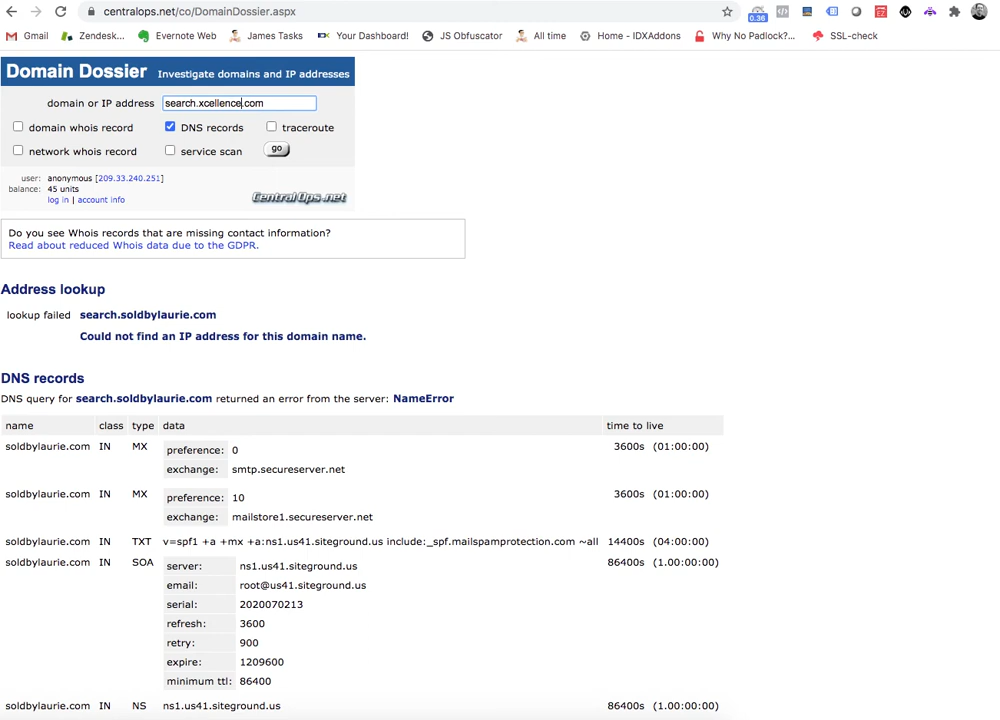 centralops.net/co/DomainDossier.aspx
0.36
EZ
Gmail Zendesk... Evernote Web James Tasks Your Dashboard! JS Obfuscator All time Home - IDXAddons Why No Padlock?... SSL-check
Domain Dossier Investigate domains and IP addresses
domain or IP address search.xcellence.com
domain whois record DNS records traceroute
network whois record service scan go
user: anonymous [209.33.240.251]
balance: 45 units
log in | account info
CentralOps.net
Do you see Whois records that are missing contact information?
Read about reduced Whois data due to the GDPR.
Address lookup
lookup failed search.soldbylaurie.com
Could not find an IP address for this domain name.
DNS records
DNS query for search.soldbylaurie.com returned an error from the server: NameError
name class type data time to live
soldbylaurie.com IN MX preference: 0 3600s (01:00:00)
exchange: smtp.secureserver.net
soldbylaurie.com IN MX preference: 10 3600s (01:00:00)
exchange: mailstore1.secureserver.net
soldbylaurie.com IN TXT v=spf1 +a +mx +a:ns1.us41.siteground.us include:_spf.mailspamprotection.com ~all 14400s (04:00:00)
soldbylaurie.com IN SOA server: ns1.us41.siteground.us 86400s (1.00:00:00)
email: root@us41.siteground.us
serial: 2020070213
refresh: 3600
retry: 900
expire: 1209600
minimum ttl: 86400
soldbylaurie.com IN NS ns1.us41.siteground.us 86400s (1.00:00:00)